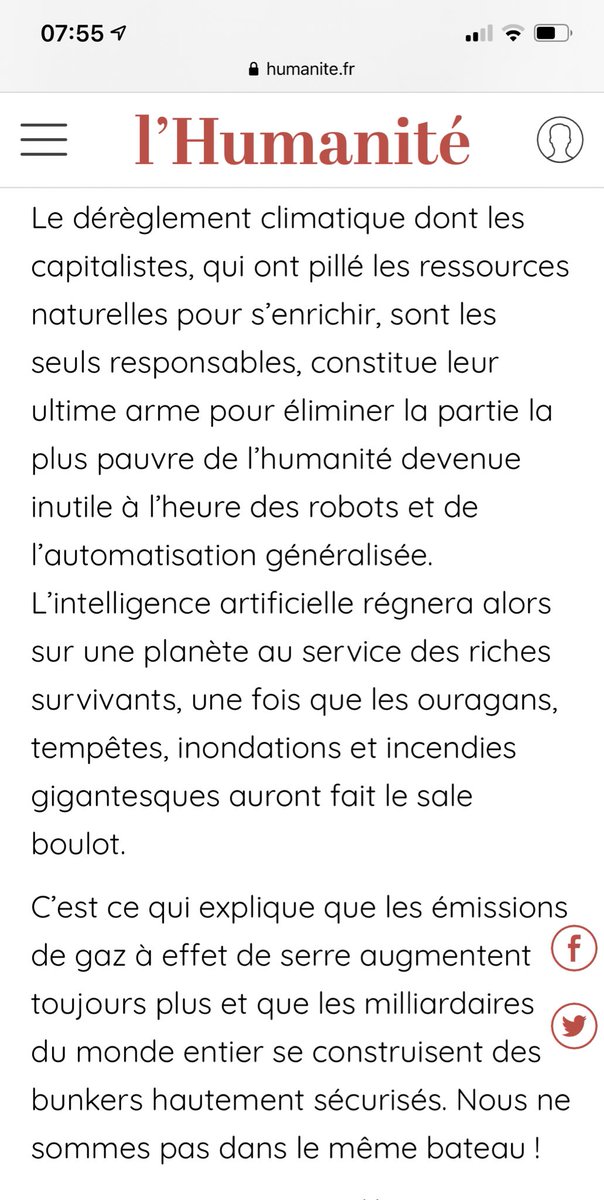 07:55
humanite.fr
l'Humanité
Le dérèglement climatique dont les
capitalistes, qui ont pillé les ressources
naturelles pour s’enrichir, sont les
seuls responsables, constitue leur
ultime arme pour éliminer la partie la
plus pauvre de l’humanité devenue
inutile à l’heure des robots et de
l’automatisation généralisée.
L’intelligence artificielle régnera alors
sur une planète au service des riches
survivants, une fois que les ouragans,
tempêtes, inondations et incendies
gigantesques auront fait le sale
boulot.
C’est ce qui explique que les émissions
de gaz à effet de serre augmentent
toujours plus et que les milliardaires
du monde entier se construisent des
bunkers hautement sécurisés. Nous ne
sommes pas dans le même bateau !